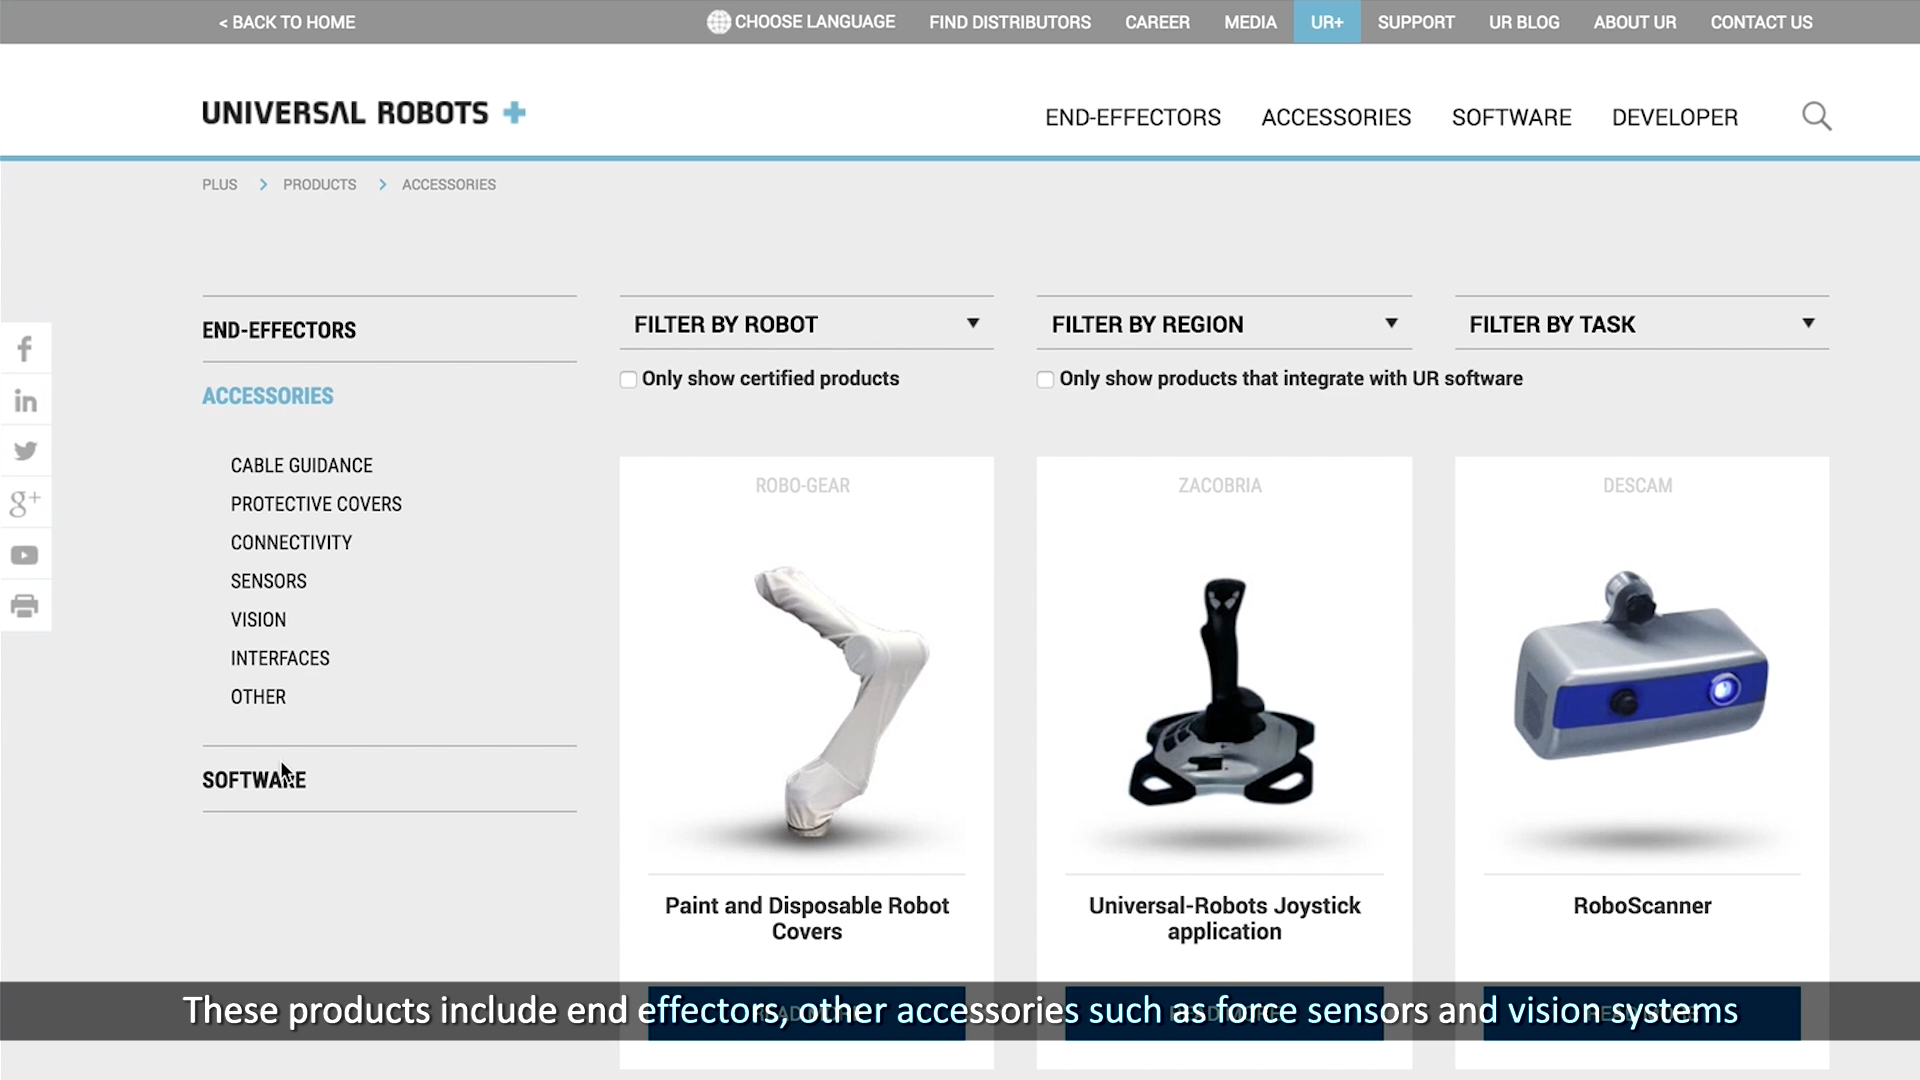 < BACK TO HOME
CHOOSE LANGUAGE
FIND DISTRIBUTORS
CAREER
MEDIA
UR+
SUPPORT
UR BLOG
ABOUT UR
CONTACT US
UNIVERSAL ROBOTS +
END-EFFECTORS
ACCESSORIES
SOFTWARE
DEVELOPER
PLUS > PRODUCTS > ACCESSORIES
END-EFFECTORS
ACCESSORIES
CABLE GUIDANCE
PROTECTIVE COVERS
CONNECTIVITY
SENSORS
VISION
INTERFACES
OTHER
SOFTWARE
FILTER BY ROBOT
FILTER BY REGION
FILTER BY TASK
Only show certified products
Only show products that integrate with UR software
ROBO-GEAR
Paint and Disposable Robot
Covers
ZACOBRIA
Universal-Robots Joystick
application
DESCAM
RoboScanner
These products include end effectors, other accessories such as force sensors and vision systems